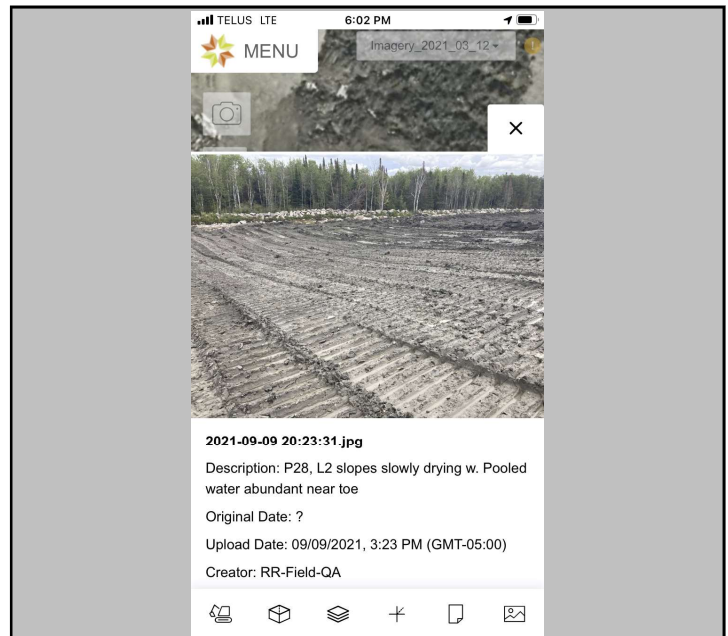 TELUS LTE 6:02 PM
MENU
Imagery_2021_03_12
2021-09-09 20:23:31.jpg
Description: P28, L2 slopes slowly drying w. Pooled
water abundant near toe
Original Date: ?
Upload Date: 09/09/2021, 3:23 PM (GMT-05:00)
Creator: RR-Field-QA